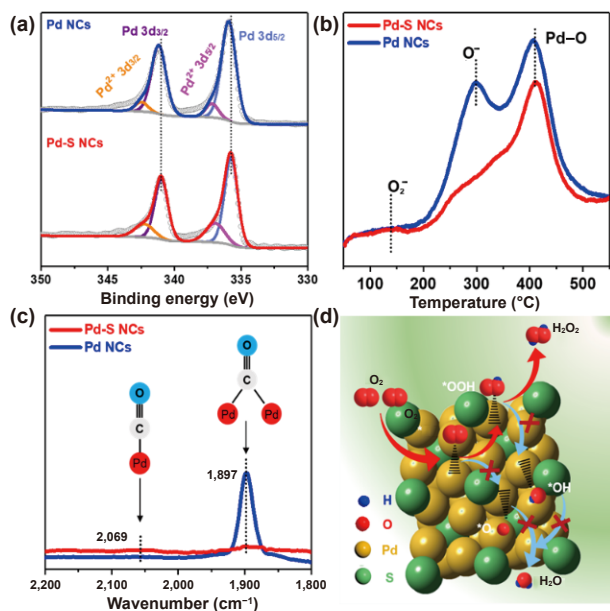 (a)
Pd NCs
Pd 3d3/2
Pd 3d5/2
Pd²⁺ 3d3/2
Pd²⁺ 3d5/2
Pd-S NCs
350 345 340 335 330
Binding energy (eV)
(b)
Pd-S NCs
Pd NCs
O⁻
Pd–O
O₂⁻
100 200 300 400 500
Temperature (°C)
(c)
Pd-S NCs
Pd NCs
O
O
C
C
Pd
Pd
Pd
1,897
2,069
2,200 2,100 2,000 1,900 1,800
Wavenumber (cm⁻¹)
(d)
H₂O₂
O₂
*OOH
O₂
*OH
*O
H
O
Pd
S
H₂O